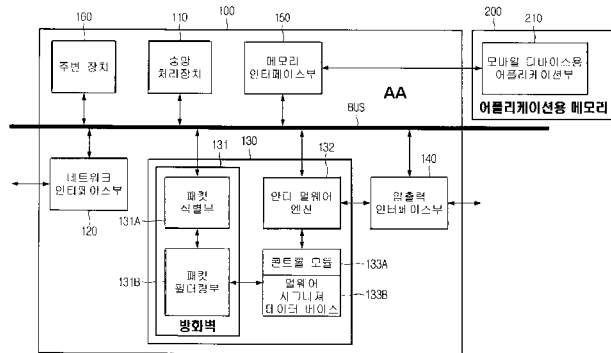 160
110
150
100
200
210
주변 장치
중앙
처리장치
메모리
인터페이스부
AA
모바일 디바이스용
어플리케이션부
어플리케이션용 메모리
BUS
130
131
132
140
네트워크
인터페이스부
120
131A
패킷
식별부
안티 멀웨어
엔진
입출력
인터페이스부
131B
패킷
필터링부
콘트롤 모듈
133A
멀웨어
시그니쳐
데이터 베이스
133B
방화벽